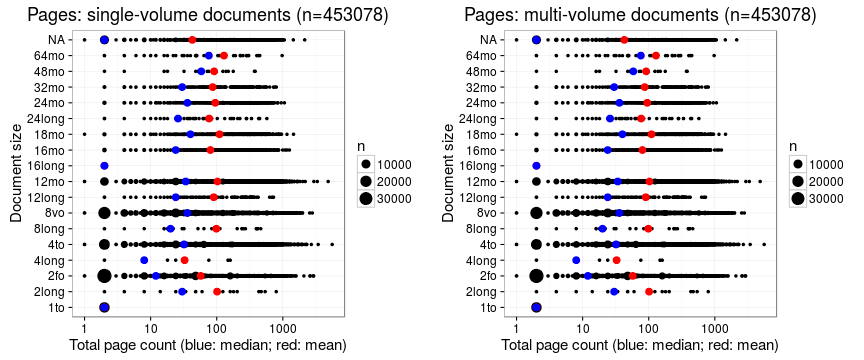 Pages: single-volume documents (n=453078)
Document size
NA
64mo
48mo
32mo
24mo
24long
18mo
16mo
16long
12mo
12long
8vo
8long
4to
4long
2fo
2long
1to
1 10 100 1000
Total page count (blue: median; red: mean)
n
10000
20000
30000
Pages: multi-volume documents (n=453078)
Document size
NA
64mo
48mo
32mo
24mo
24long
18mo
16mo
16long
12mo
12long
8vo
8long
4to
4long
2fo
2long
1to
1 10 100 1000
Total page count (blue: median; red: mean)
n
10000
20000
30000